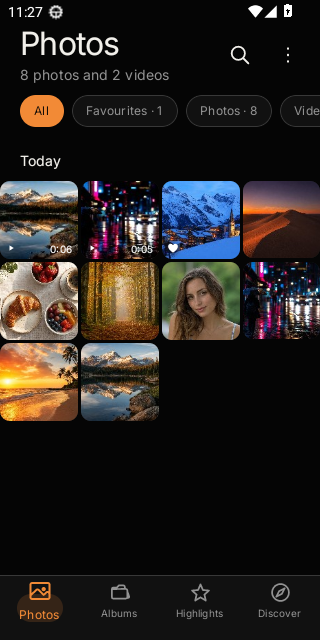 11:27
Photos
8 photos and 2 videos
All
Favourites · 1
Photos · 8
Today
0:06
0:05
Photos
Albums
Highlights
Discover